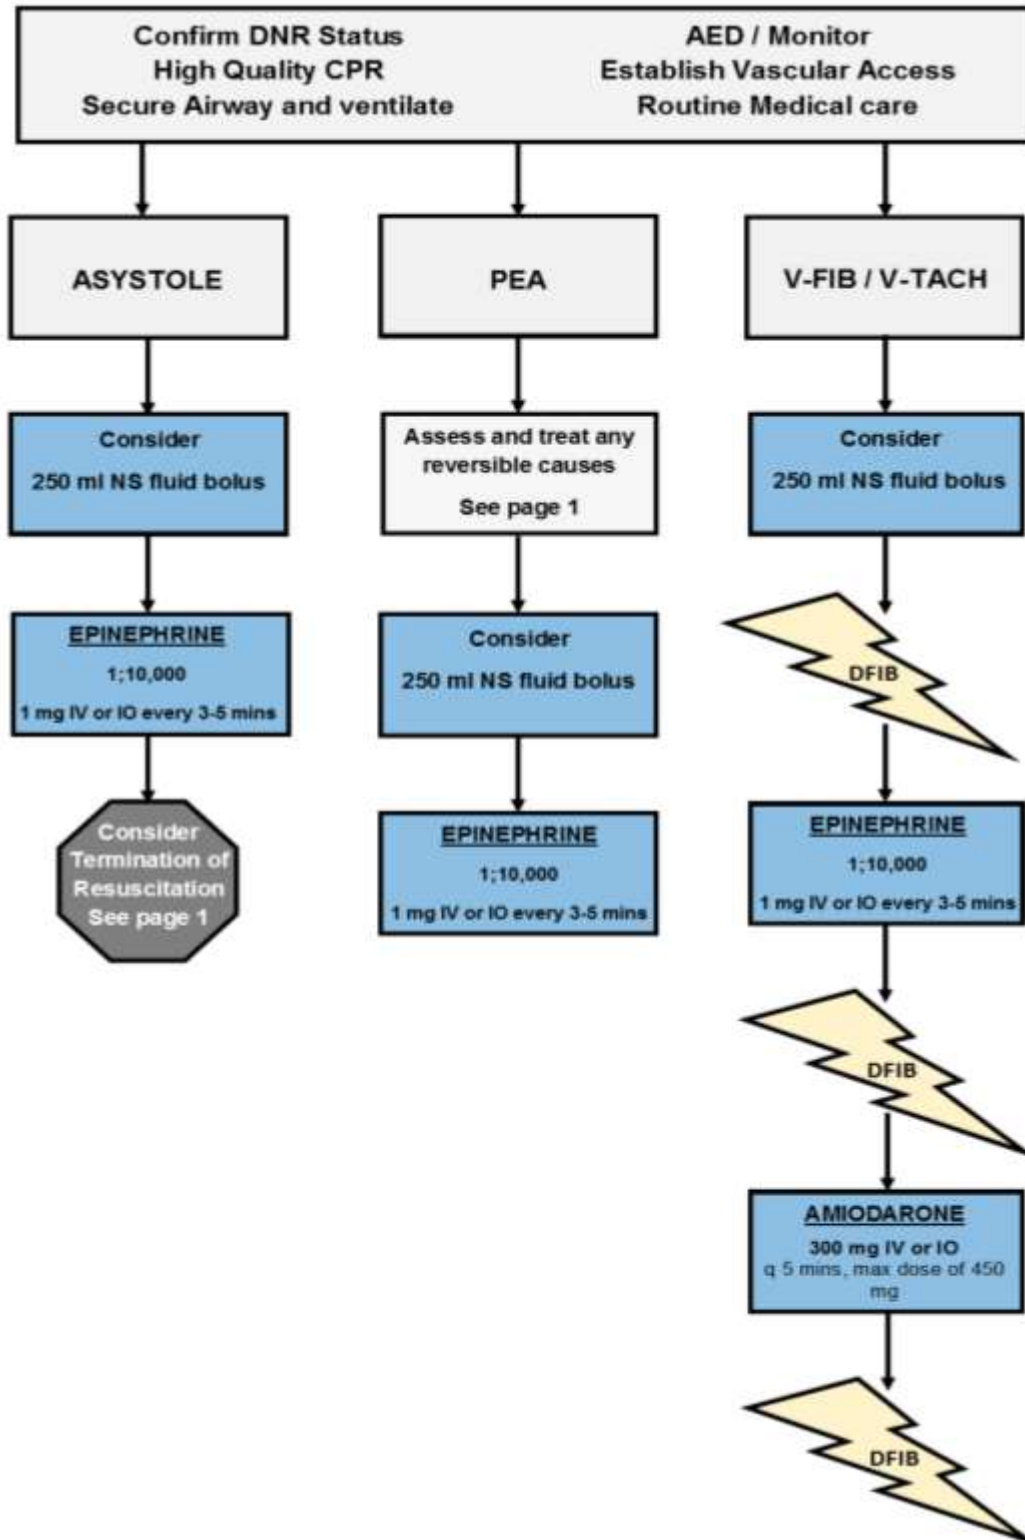 Confirm DNR Status
High Quality CPR
Secure Airway and ventilate
AED / Monitor
Establish Vascular Access
Routine Medical care
ASYSTOLE
PEA
V-FIB / V-TACH
Consider
250 ml NS fluid bolus
Assess and treat any
reversible causes
See page 1
Consider
250 ml NS fluid bolus
EPINEPHRINE
1;10,000
1 mg IV or IO every 3-5 mins
Consider
250 ml NS fluid bolus
DFIB
Consider
Termination of
Resuscitation
See page 1
EPINEPHRINE
1;10,000
1 mg IV or IO every 3-5 mins
EPINEPHRINE
1;10,000
1 mg IV or IO every 3-5 mins
DFIB
AMIODARONE
300 mg IV or IO
q 5 mins, max dose of 450
mg
DFIB